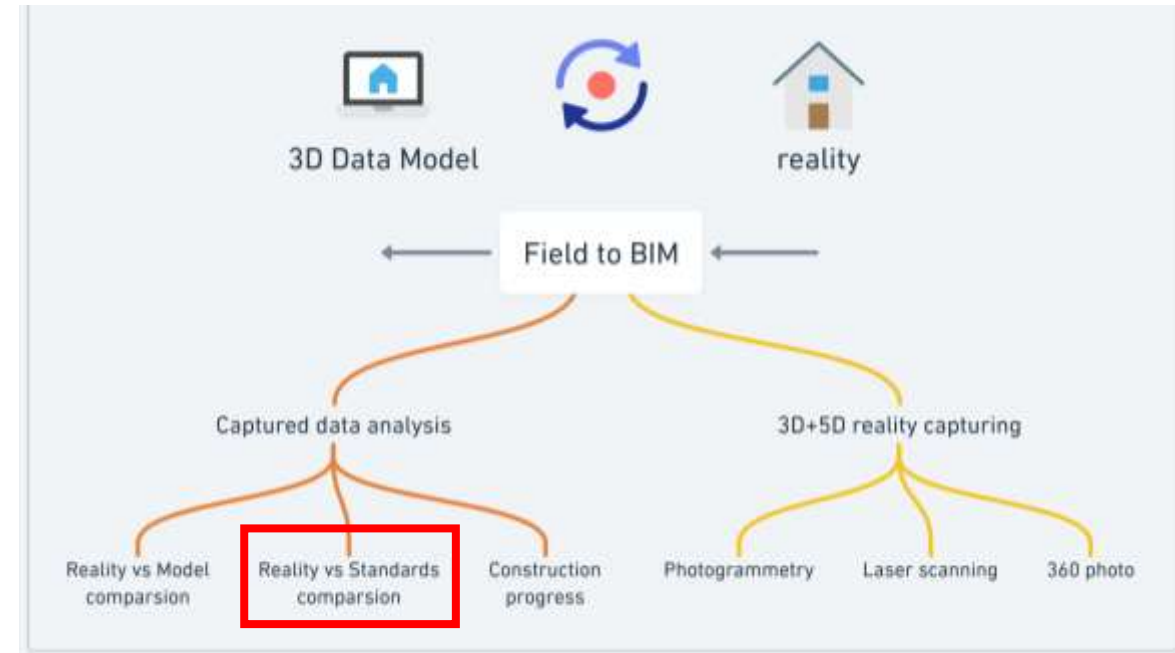 3D Data Model
reality
Field to BIM
Captured data analysis
3D+5D reality capturing
Reality vs Model
comparsion
Reality vs Standards
comparsion
Construction
progress
Photogrammetry
Laser scanning
360 photo